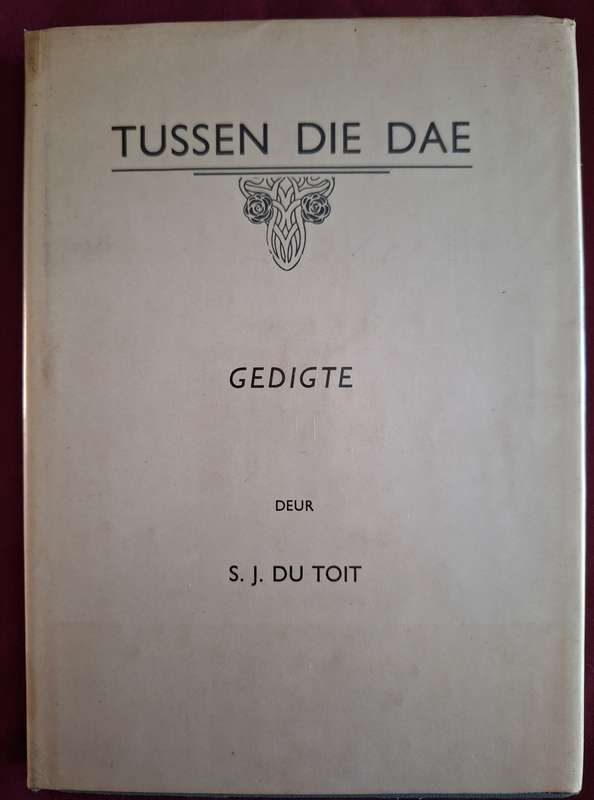 TUSSEN DIE DAE
GEDIGTE
DEUR
S. J. DU TOIT